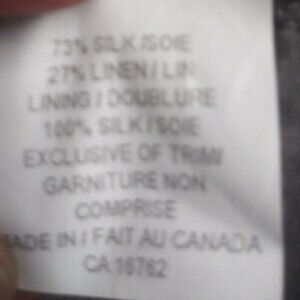 73% SILK/SOIE
27% LINEN/LIN
LINING/DOUBLURE
100% SILK/SOIE
EXCLUSIVE OF TRIM/
GARNITURE NON
COMPRISE
MADE IN/FAIT AU CANADA
CA 16762